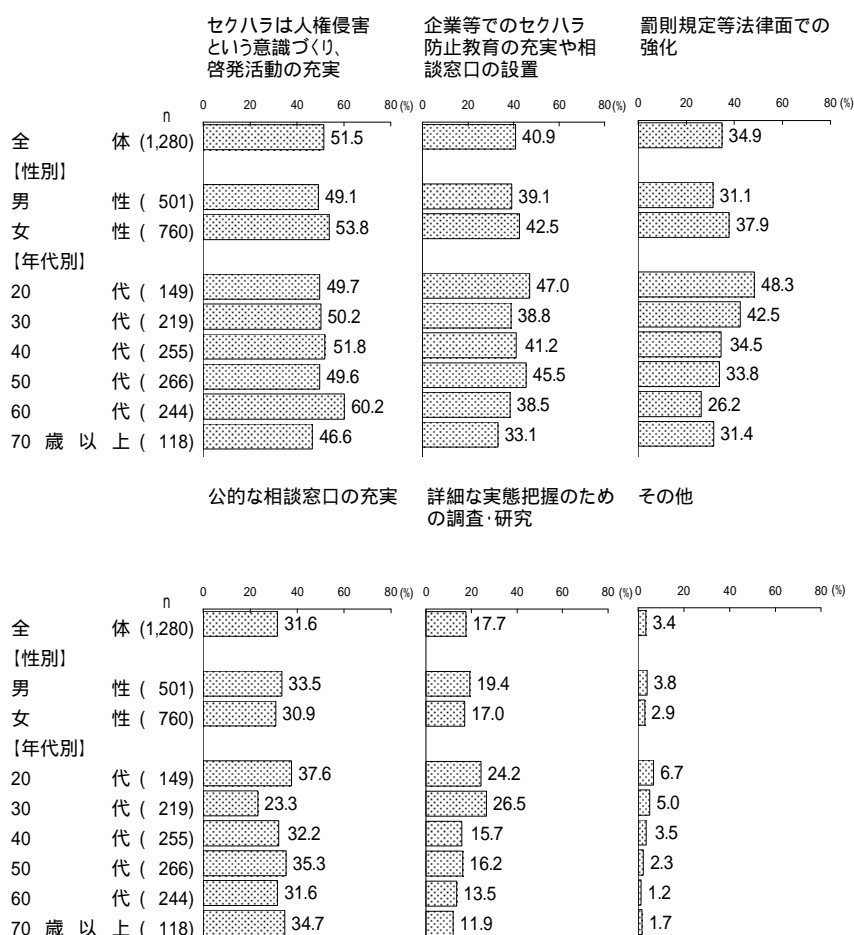 セクハラは人権侵害 企業等でのセクハラ 罰則規定等法律面での
という意識づくり、 防止教育の充実や相 強化
啓発活動の充実 談窓口の設置
n 0 20 40 60 80 (%) 0 20 40 60 80 (%) 0 20 40 60 80 (%)
全 体 (1,280) 51.5 40.9 34.9
【性別】
男 性 ( 501) 49.1 39.1 31.1
女 性 ( 760) 53.8 42.5 37.9
【年代別】
20 代 ( 149) 49.7 47.0 48.3
30 代 ( 219) 50.2 38.8 42.5
40 代 ( 255) 51.8 41.2 34.5
50 代 ( 266) 49.6 45.5 33.8
60 代 ( 244) 60.2 38.5 26.2
70 歳 以 上 ( 118) 46.6 33.1 31.4
公的な相談窓口の充実 詳細な実態把握のため その他
の調査・研究
n 0 20 40 60 80 (%) 0 20 40 60 80 (%) 0 20 40 60 80 (%)
全 体 (1,280) 31.6 17.7 3.4
【性別】
男 性 ( 501) 33.5 19.4 3.8
女 性 ( 760) 30.9 17.0 2.9
【年代別】
20 代 ( 149) 37.6 24.2 6.7
30 代 ( 219) 23.3 26.5 5.0
40 代 ( 255) 32.2 15.7 3.5
50 代 ( 266) 35.3 16.2 2.3
60 代 ( 244) 31.6 13.5 1.2
70 歳 以 上 ( 118) 34.7 11.9 1.7